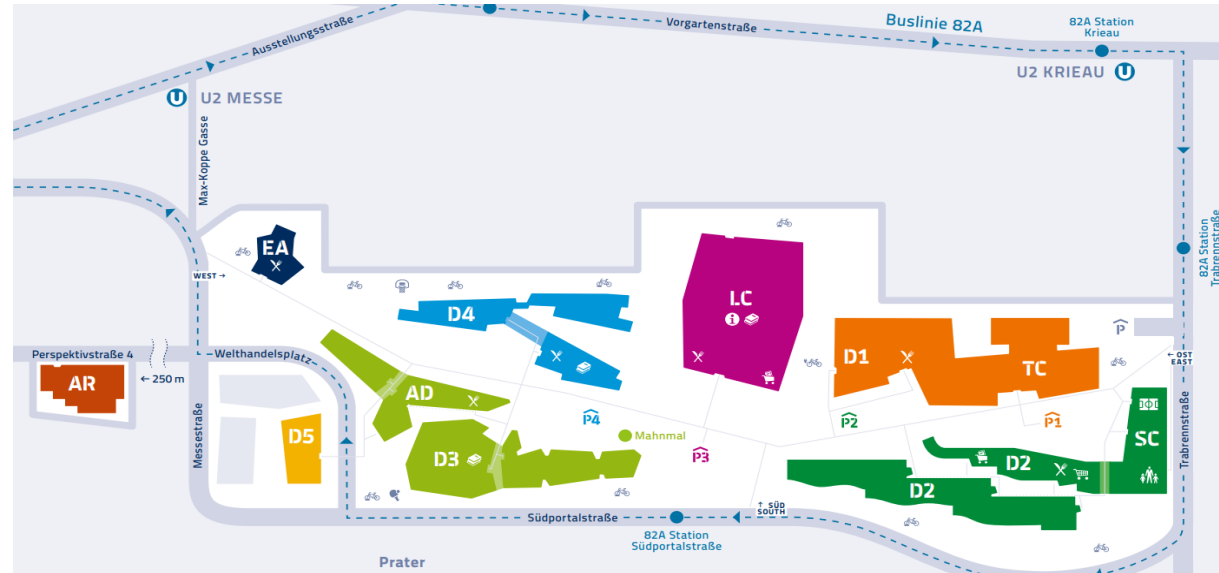 Ausstellungsstraße
Vorgartenstraße
Buslinie 82A
82A Station
Krieau
U2 KRIEAU U
U U2 MESSE
Max-Koppe Gasse
82A Station
Trabrennstraße
EA
WEST →
LC
i
D4
P
D1
TC
← OST
EAST
Perspektivstraße 4
← 250 m
Welthandelsplatz
AR
AD
P4
P2
P1
D5
Mahnmal
SC
Messestraße
D3
P3
D2
D2
Trabrennstraße
↑ SÜD
SOUTH
Südportalstraße
82A Station
Südportalstraße
Prater